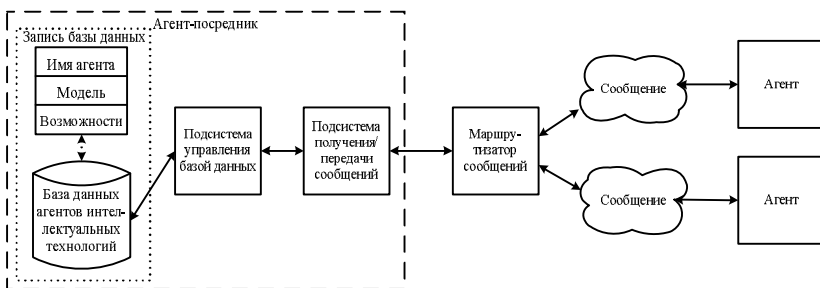 Агент-посредник
Запись базы данных
Имя агента
Модель
Возможности
База данных
агентов интел-
лектуальных
технологий
Подсистема
управления
базой данных
Подсистема
получения/
передачи
сообщений
Маршру-
тизатор
сообщений
Сообщение
Агент
Сообщение
Агент